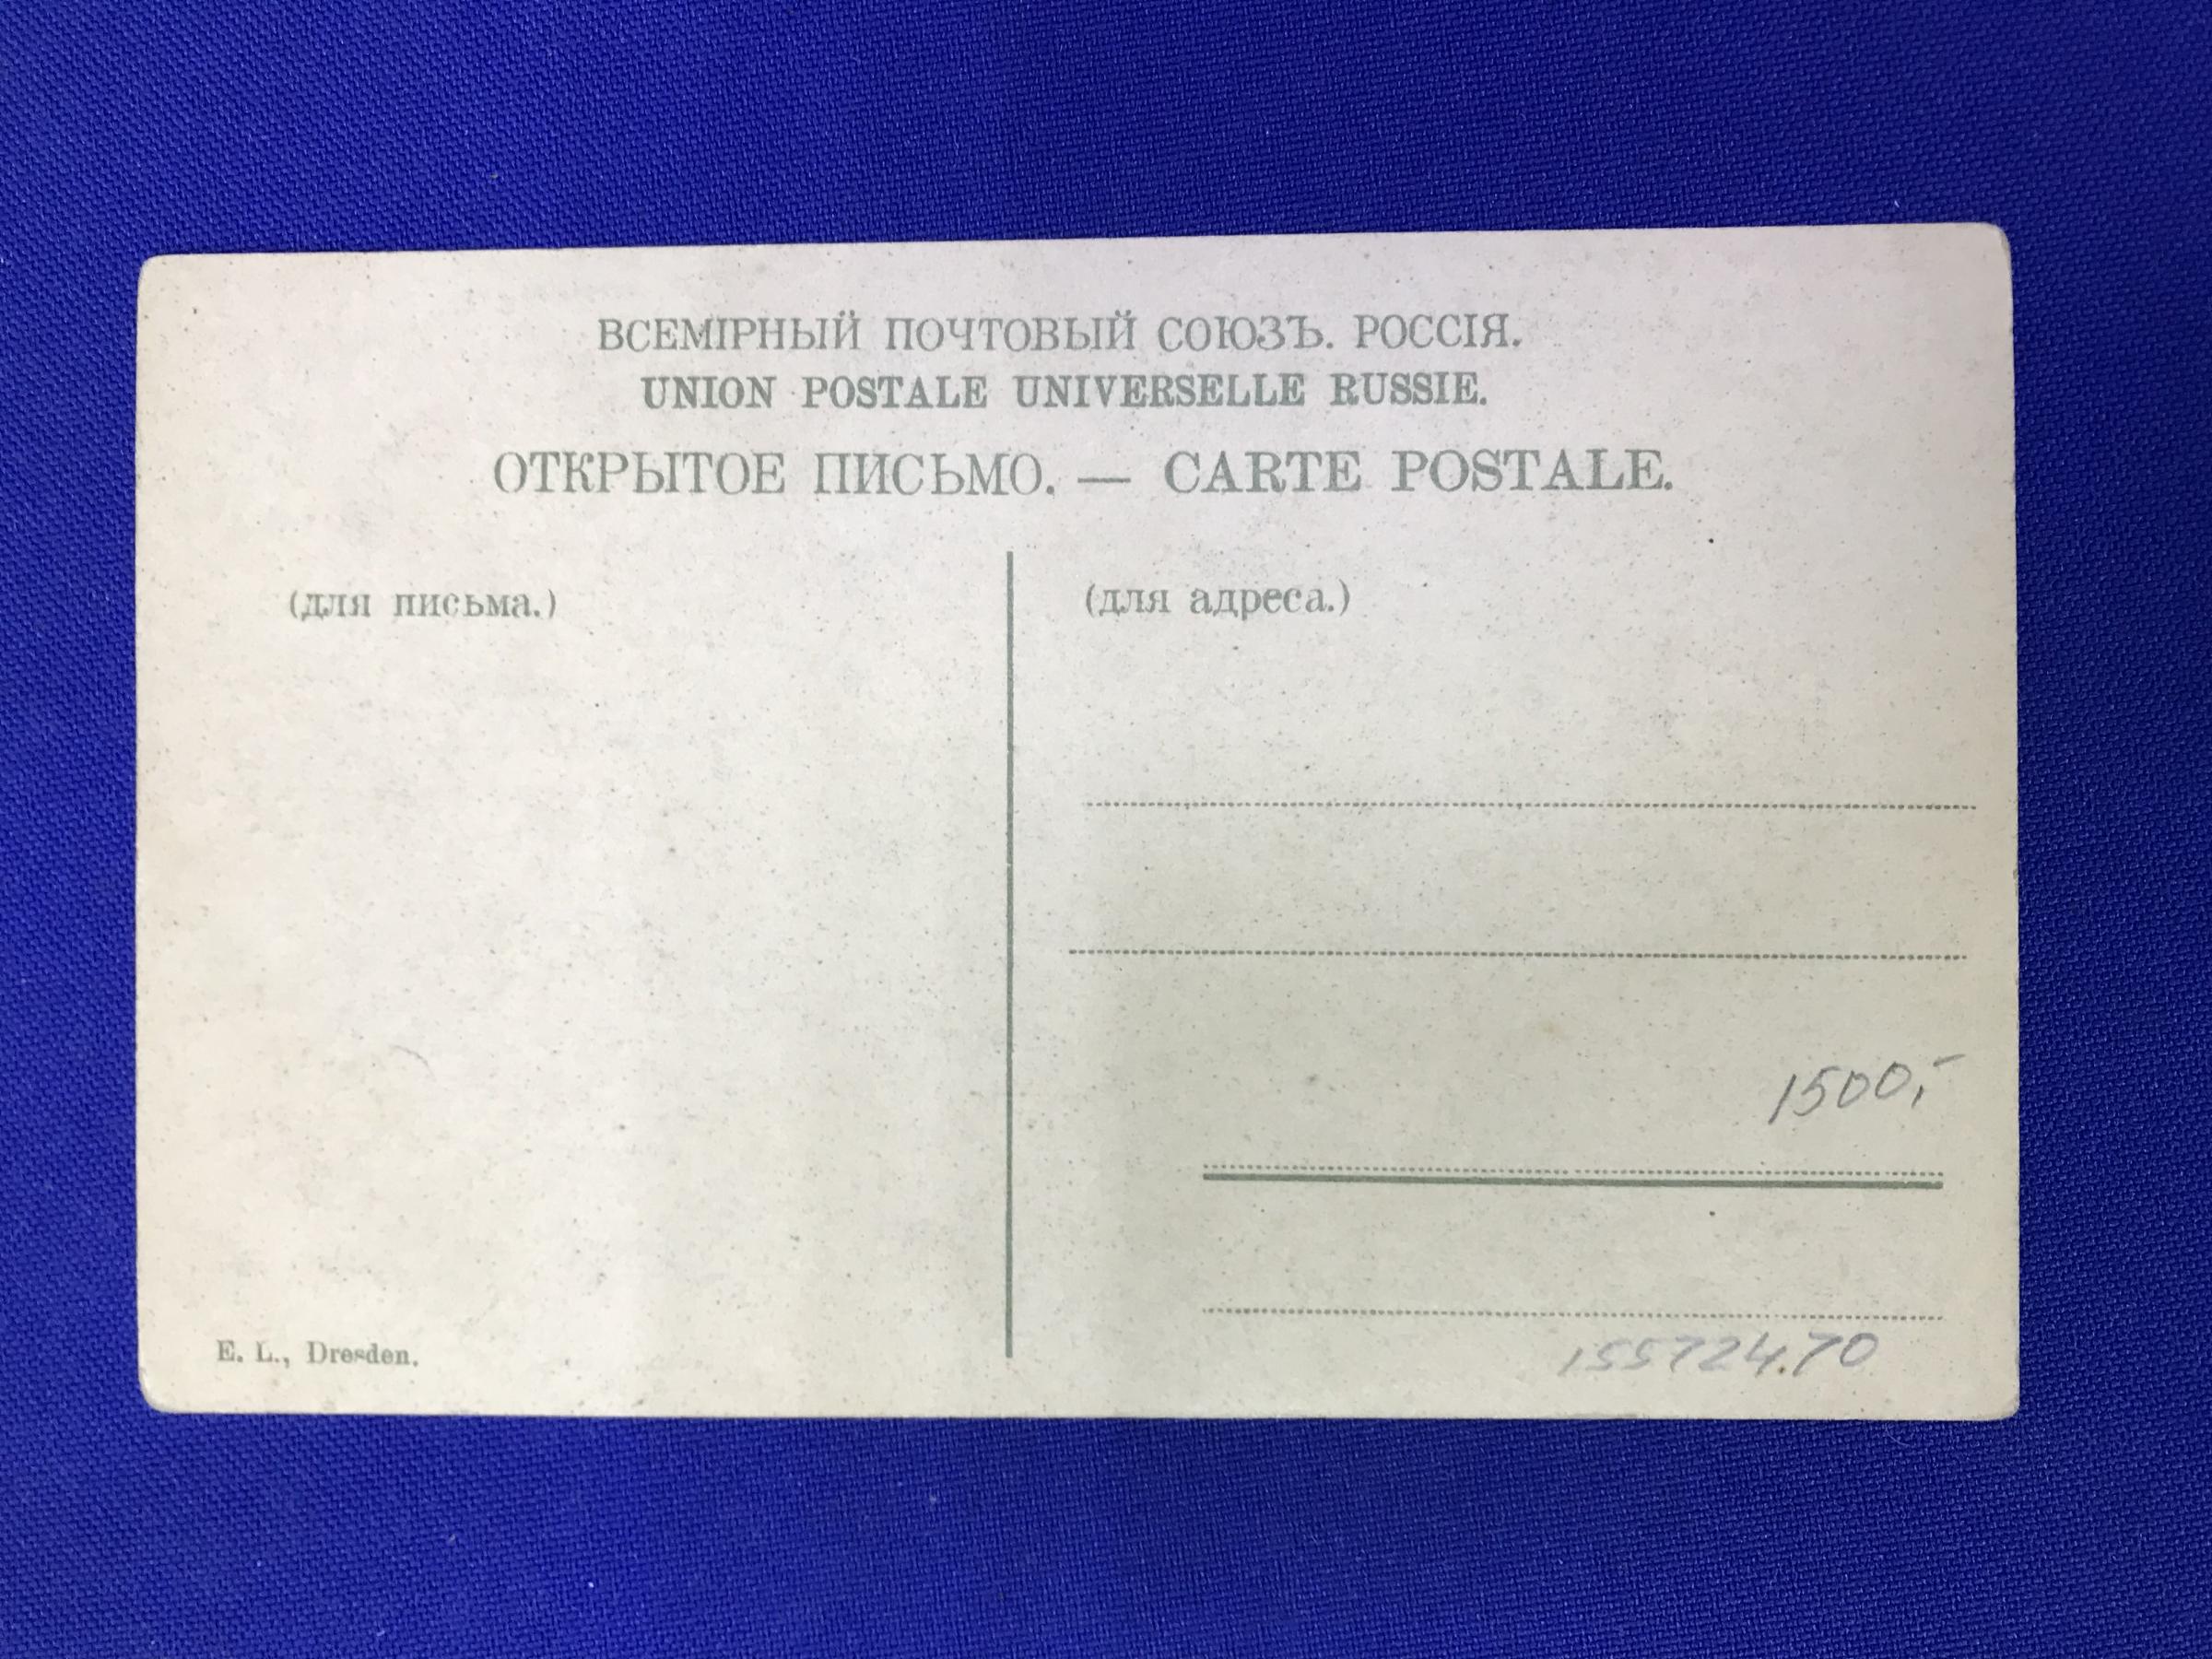 ВСЕМІРНЫЙ ПОЧТОВЫЙ СОЮЗЪ. РОССІЯ.
UNION POSTALE UNIVERSELLE RUSSIE.
ОТКРЫТОЕ ПИСЬМО. — CARTE POSTALE.
(для письма.)
(для адреса.)
1500,-
E. L., Dresden.
155724.70